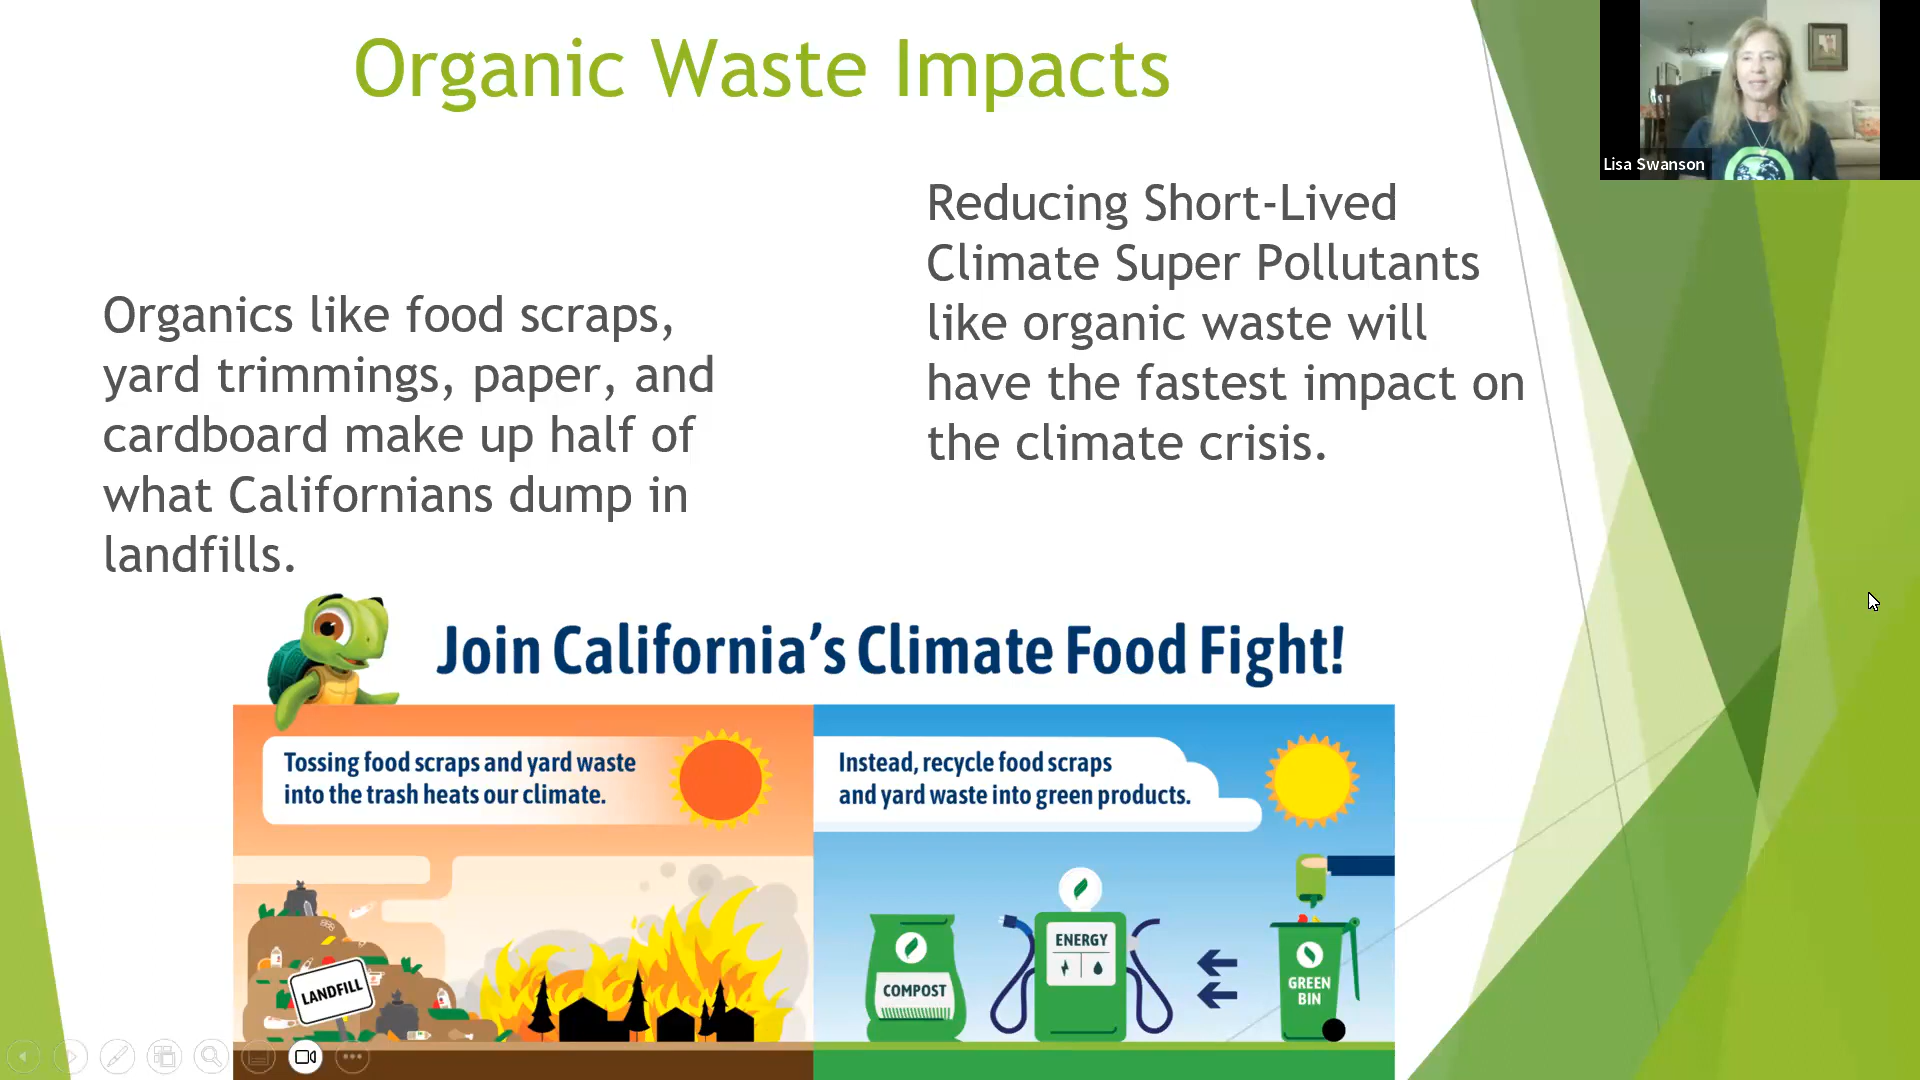 Organic Waste Impacts
Lisa Swanson
Organics like food scraps,
yard trimmings, paper, and
cardboard make up half of
what Californians dump in
landfills.
Reducing Short-Lived
Climate Super Pollutants
like organic waste will
have the fastest impact on
the climate crisis.
Join California's Climate Food Fight!
Tossing food scraps and yard waste
into the trash heats our climate.
LANDFILL
Instead, recycle food scraps
and yard waste into green products.
COMPOST
ENERGY
GREEN
BIN